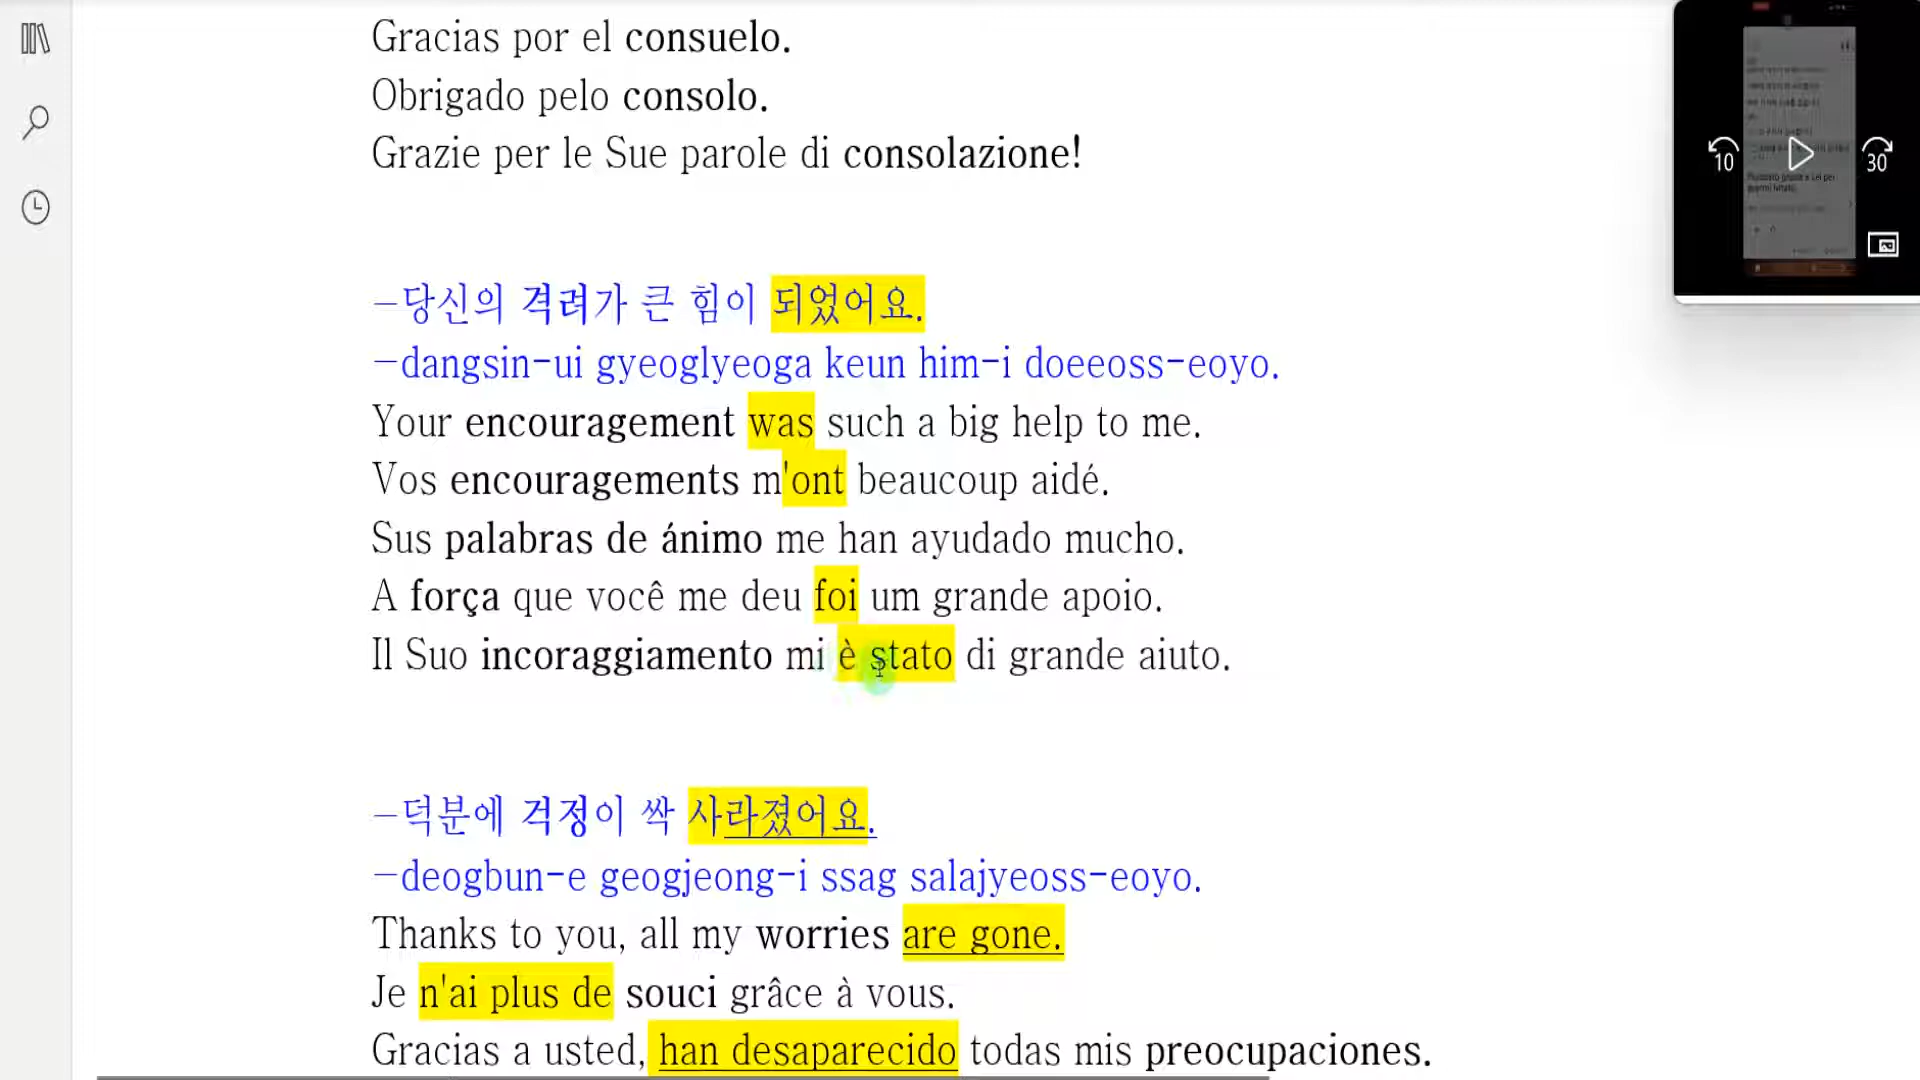 Gracias por el consuelo.
Obrigado pelo consolo.
Grazie per le Sue parole di consolazione!
-당신의 격려가 큰 힘이 되었어요.
-dangsin-ui gyeoglyeoga keun him-i doeeoss-eoyo.
Your encouragement was such a big help to me.
Vos encouragements m'ont beaucoup aidé.
Sus palabras de ánimo me han ayudado mucho.
A força que você me deu foi um grande apoio.
Il Suo incoraggiamento mi è stato di grande aiuto.
-덕분에 걱정이 싹 사라졌어요.
-deogbun-e geogjeong-i ssag salajyeoss-eoyo.
Thanks to you, all my worries are gone.
Je n'ai plus de souci grâce à vous.
Gracias a usted, han desaparecido todas mis preocupaciones.
10
30